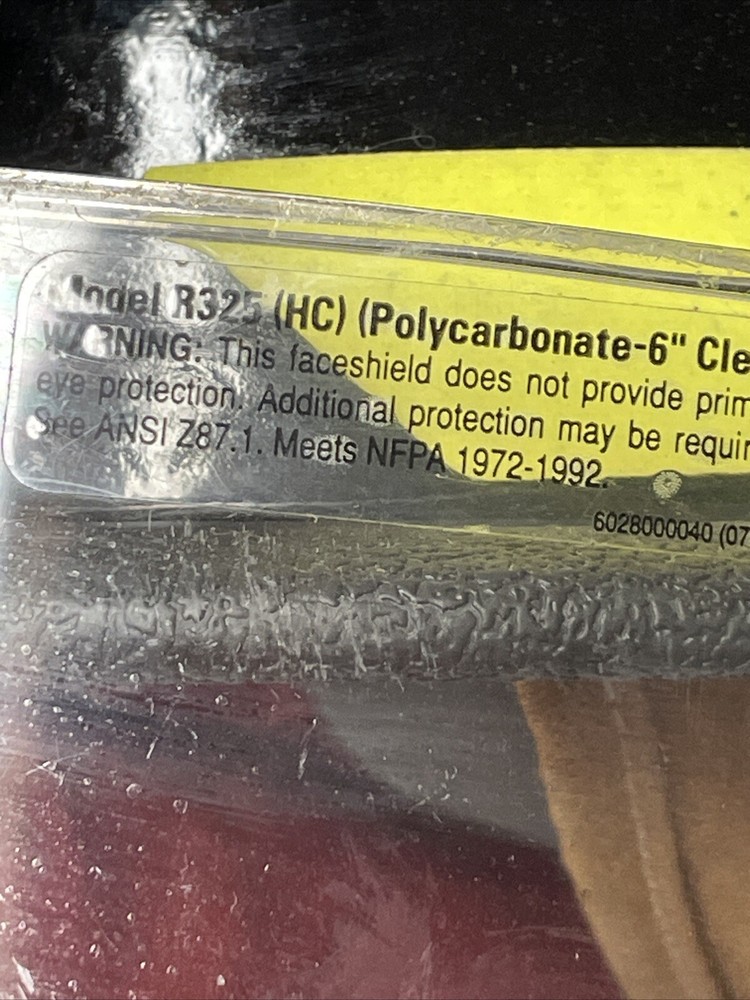 Model R325 (HC) (Polycarbonate-6" Cle
WARNING: This faceshield does not provide prim
eye protection. Additional protection may be requir
See ANSI Z87.1. Meets NFPA 1972-1992.
6028000040 (07